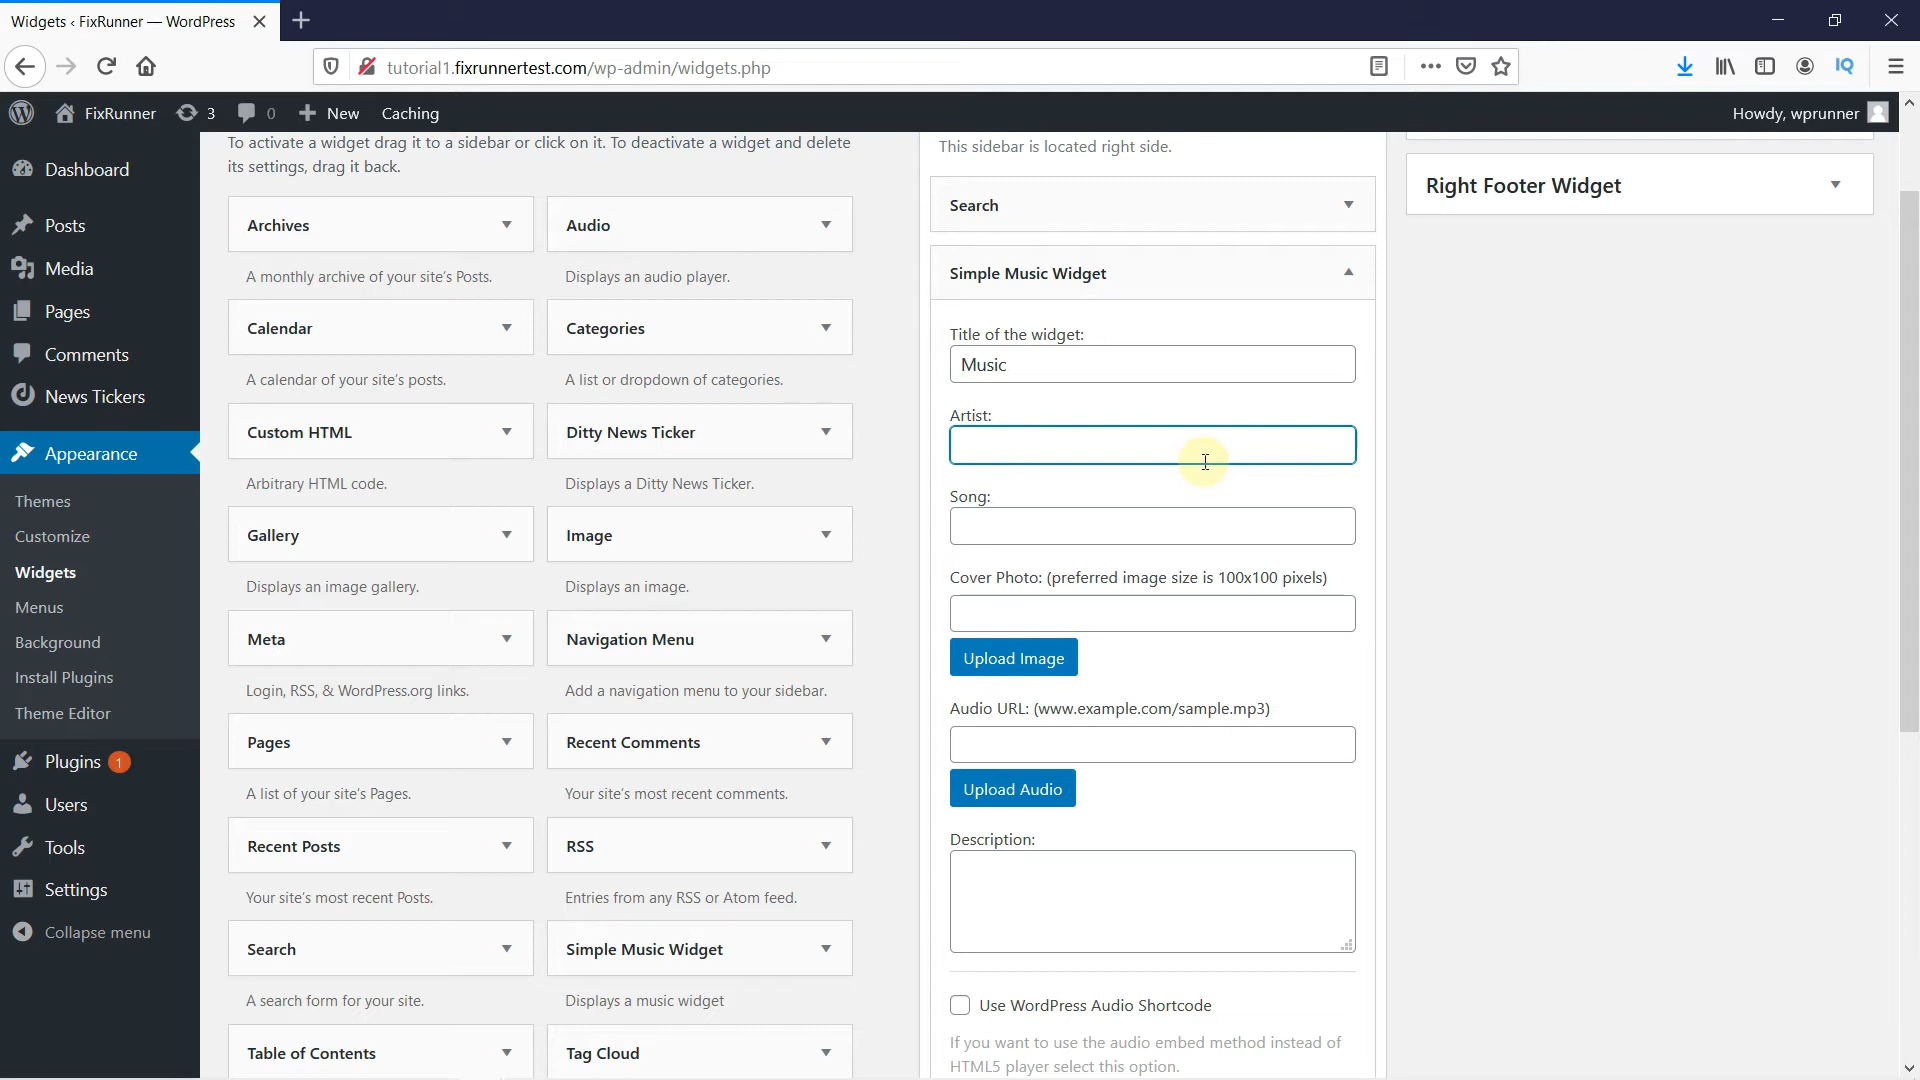 Widgets ‹ FixRunner — WordPress
tutorial1.fixrunnertest.com/wp-admin/widgets.php
IQ
FixRunner 3 0 New Caching Howdy, wprunner
Dashboard
Posts
Media
Pages
Comments
News Tickers
Appearance
Themes
Customize
Widgets
Menus
Background
Install Plugins
Theme Editor
Plugins 1
Users
Tools
Settings
Collapse menu
To activate a widget drag it to a sidebar or click on it. To deactivate a widget and delete
its settings, drag it back.
Archives
A monthly archive of your site's Posts.
Audio
Displays an audio player.
Calendar
A calendar of your site's posts.
Categories
A list or dropdown of categories.
Custom HTML
Arbitrary HTML code.
Ditty News Ticker
Displays a Ditty News Ticker.
Gallery
Displays an image gallery.
Image
Displays an image.
Meta
Login, RSS, & WordPress.org links.
Navigation Menu
Add a navigation menu to your sidebar.
Pages
A list of your site's Pages.
Recent Comments
Your site's most recent comments.
Recent Posts
Your site's most recent Posts.
RSS
Entries from any RSS or Atom feed.
Search
A search form for your site.
Simple Music Widget
Displays a music widget
Table of Contents
Tag Cloud
This sidebar is located right side.
Search
Simple Music Widget
Title of the widget:
Music
Artist:
Song:
Cover Photo: (preferred image size is 100x100 pixels)
Upload Image
Audio URL: (www.example.com/sample.mp3)
Upload Audio
Description:
Use WordPress Audio Shortcode
If you want to use the audio embed method instead of
HTML5 player select this option.
Right Footer Widget